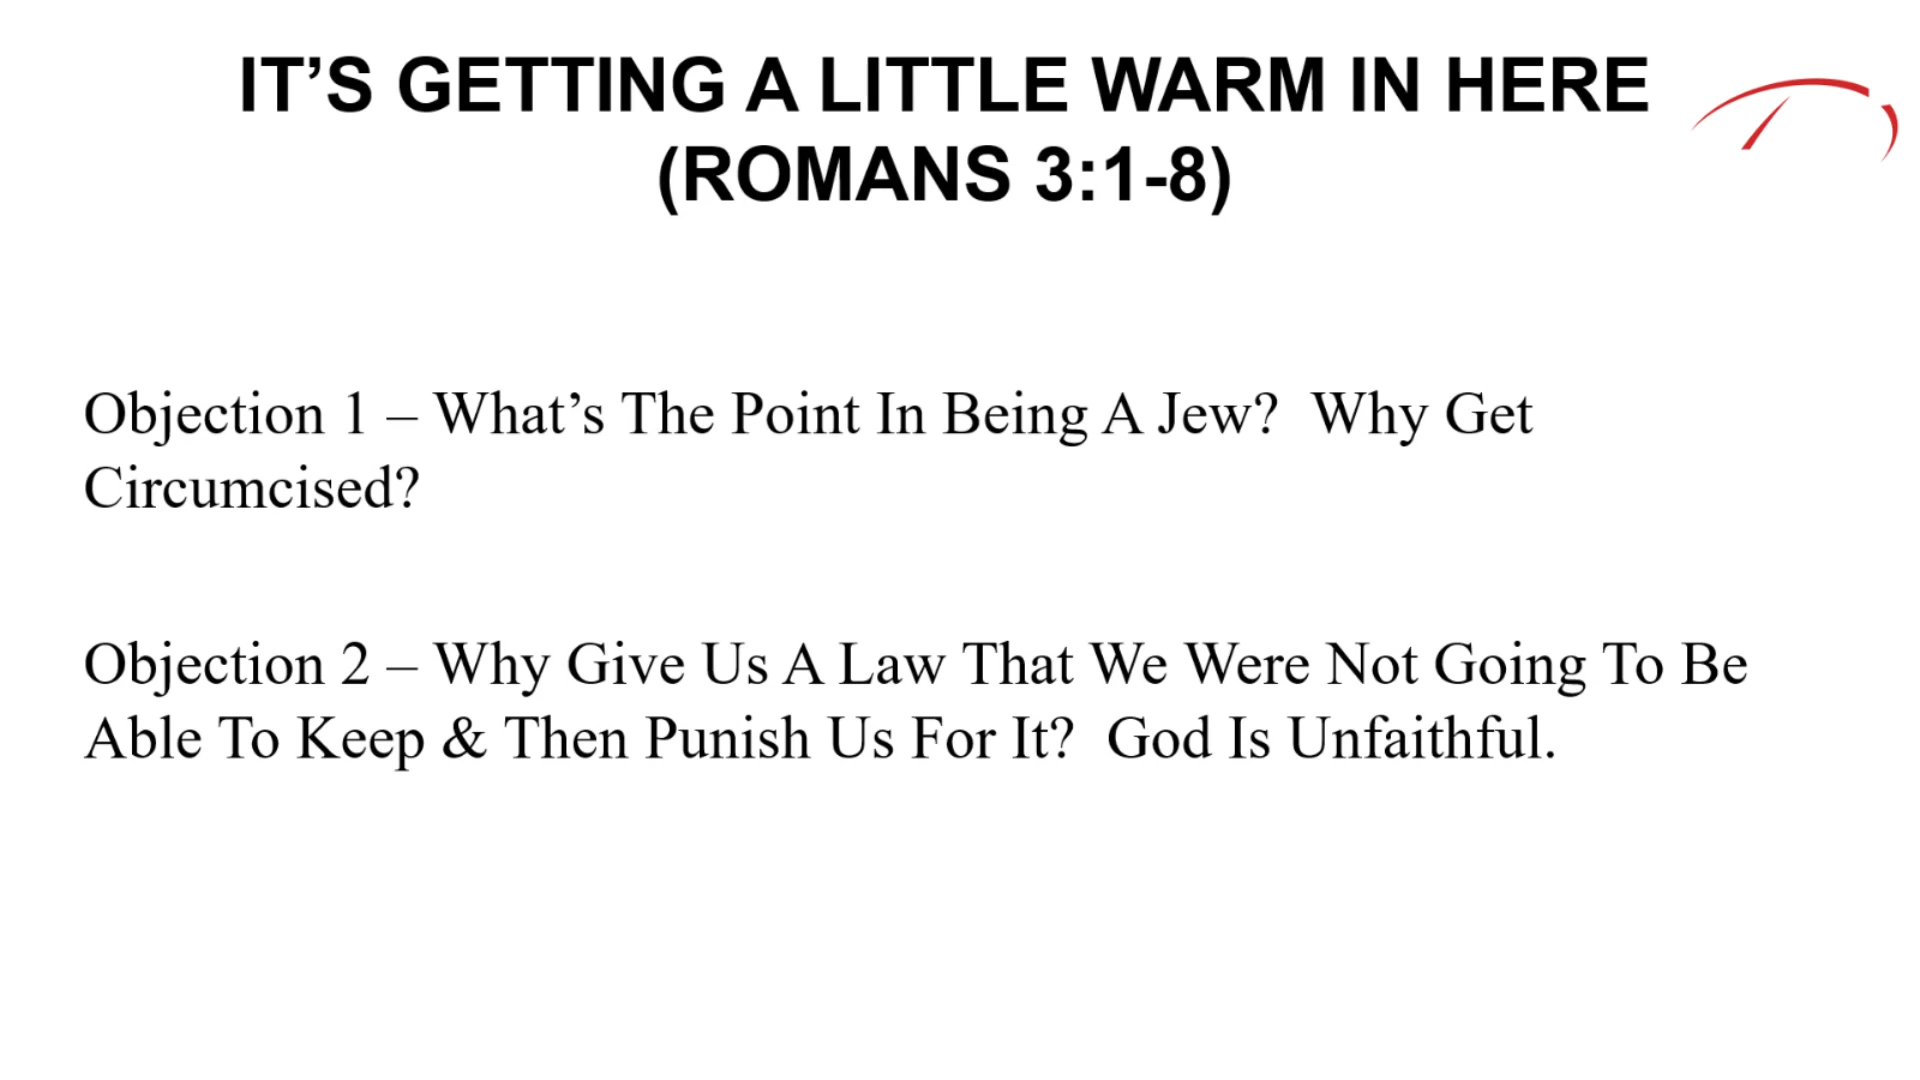 IT’S GETTING A LITTLE WARM IN HERE
(ROMANS 3:1-8)
Objection 1 – What’s The Point In Being A Jew?  Why Get
Circumcised?
Objection 2 – Why Give Us A Law That We Were Not Going To Be
Able To Keep & Then Punish Us For It?  God Is Unfaithful.